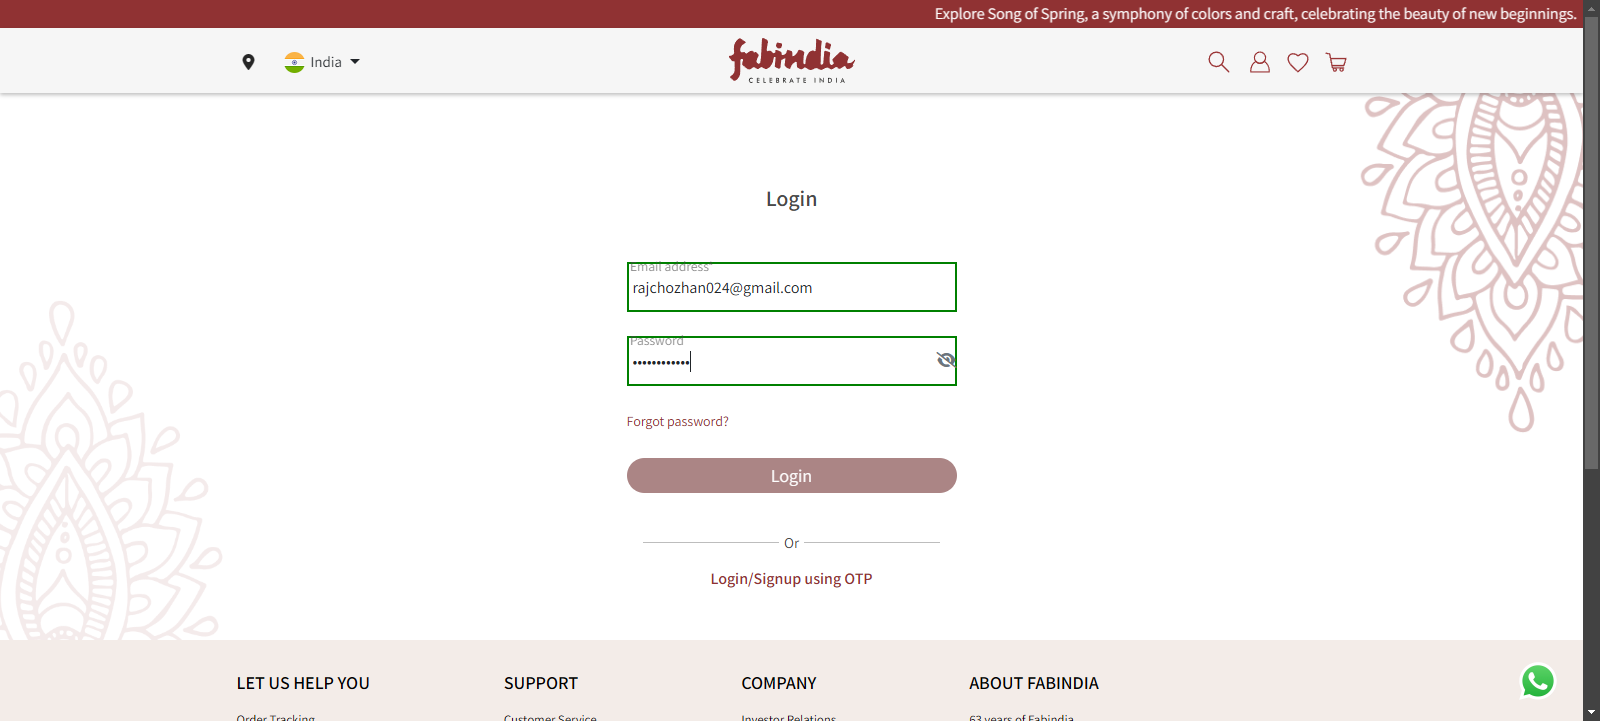 Explore Song of Spring, a symphony of colors and craft, celebrating the beauty of new beginnings.
India
fabindia
CELEBRATE INDIA
Login
Email address*
rajchozhan024@gmail.com
Password
••••••••••••
Forgot password?
Login
Or
Login/Signup using OTP
LET US HELP YOU
SUPPORT
COMPANY
ABOUT FABINDIA
Order Tracking
Customer Service
Investor Relations
63 years of Fabindia